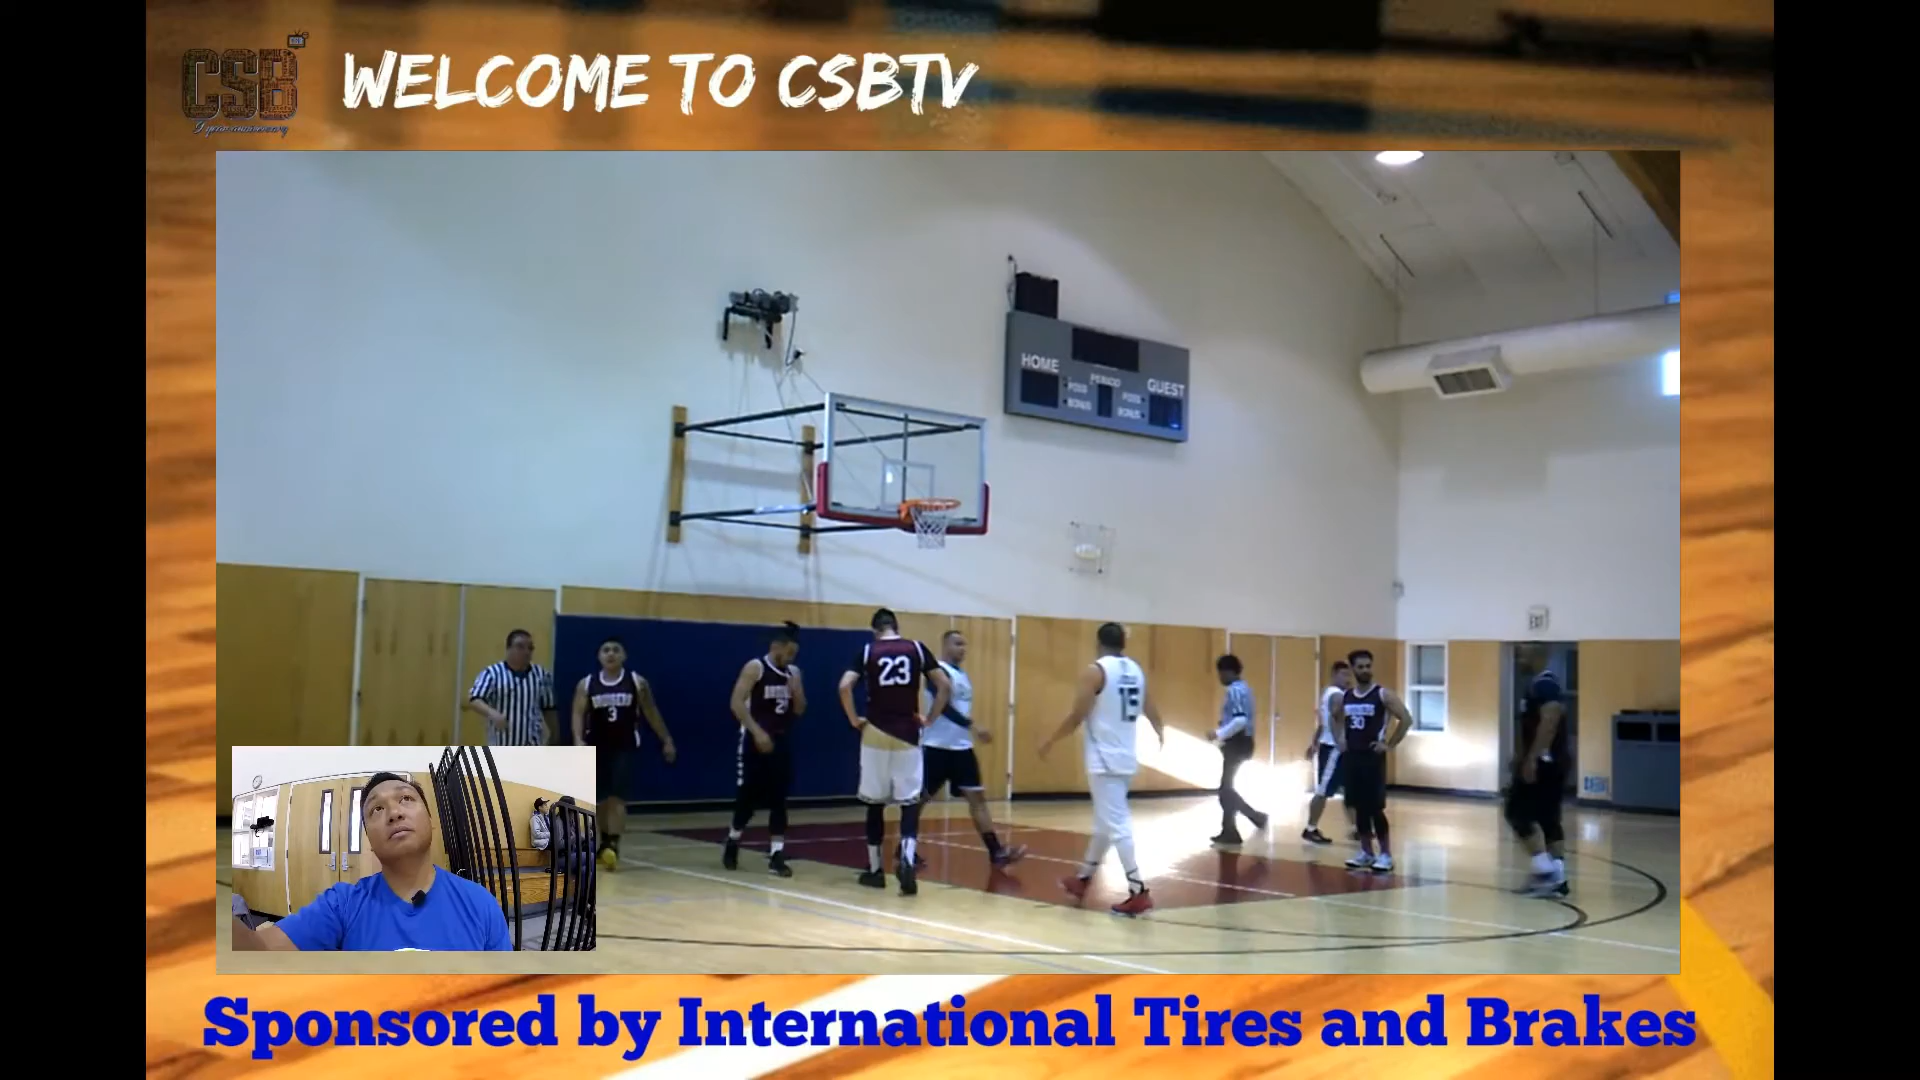 CSB
WELCOME TO CSBTV
HOME
PERIOD
GUEST
POSS
POSS
BONUS
BONUS
23
3
15
30
EXIT
Sponsored by International Tires and Brakes